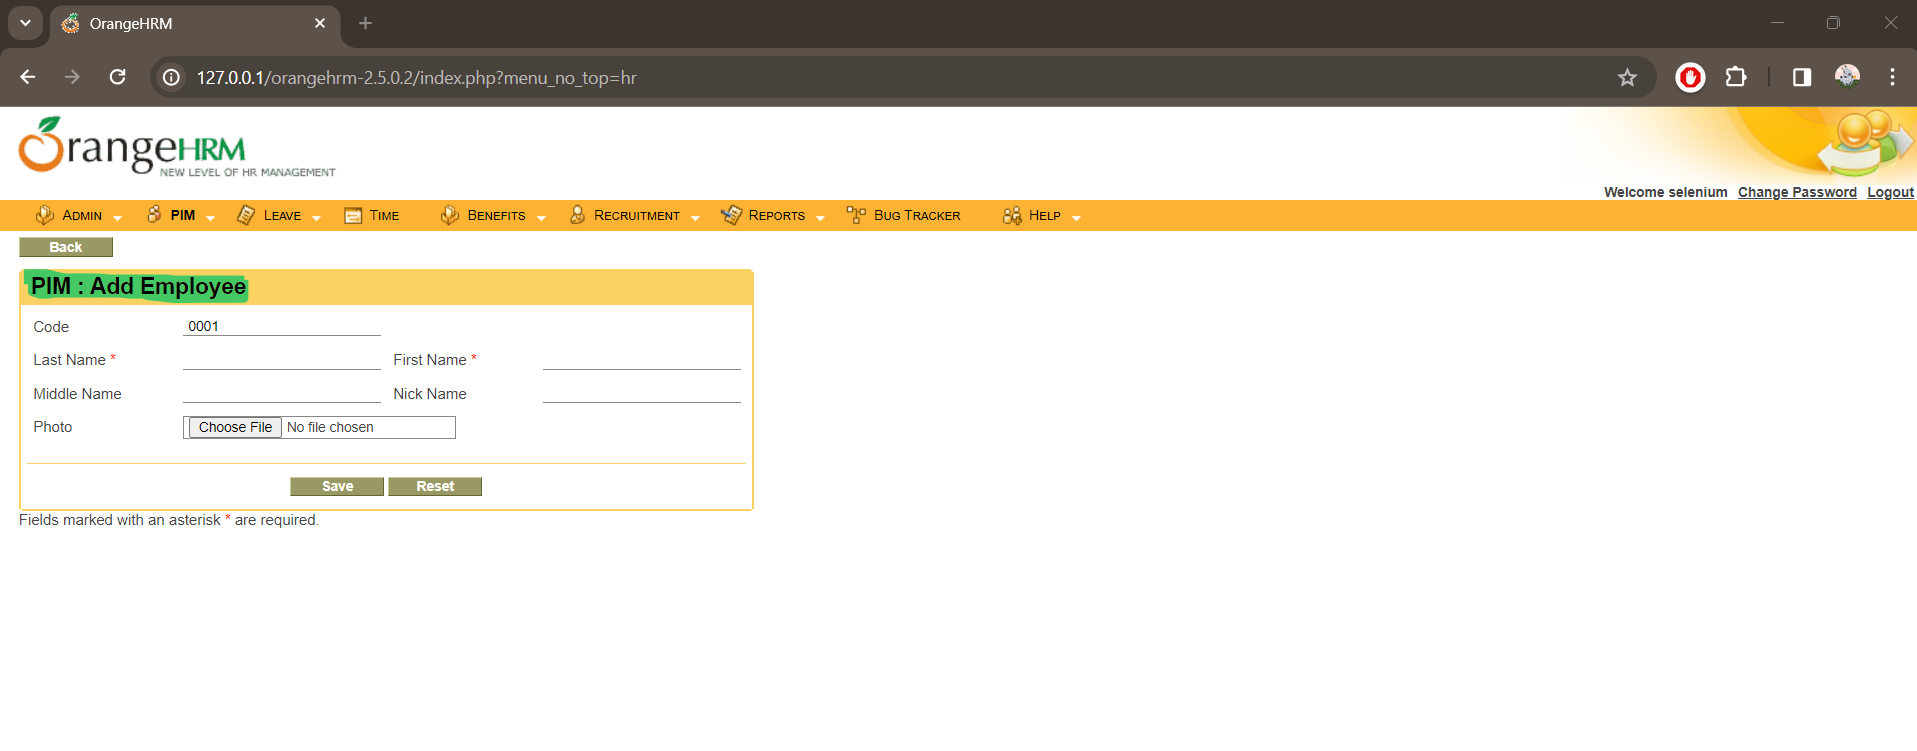 OrangeHRM
127.0.0.1/orangehrm-2.5.0.2/index.php?menu_no_top=hr
OrangeHRM
NEW LEVEL OF HR MANAGEMENT
Welcome selenium Change Password Logout
ADMIN PIM LEAVE TIME BENEFITS RECRUITMENT REPORTS BUG TRACKER HELP
Back
PIM : Add Employee
Code 0001
Last Name * First Name *
Middle Name Nick Name
Photo Choose File No file chosen
Save Reset
Fields marked with an asterisk * are required.